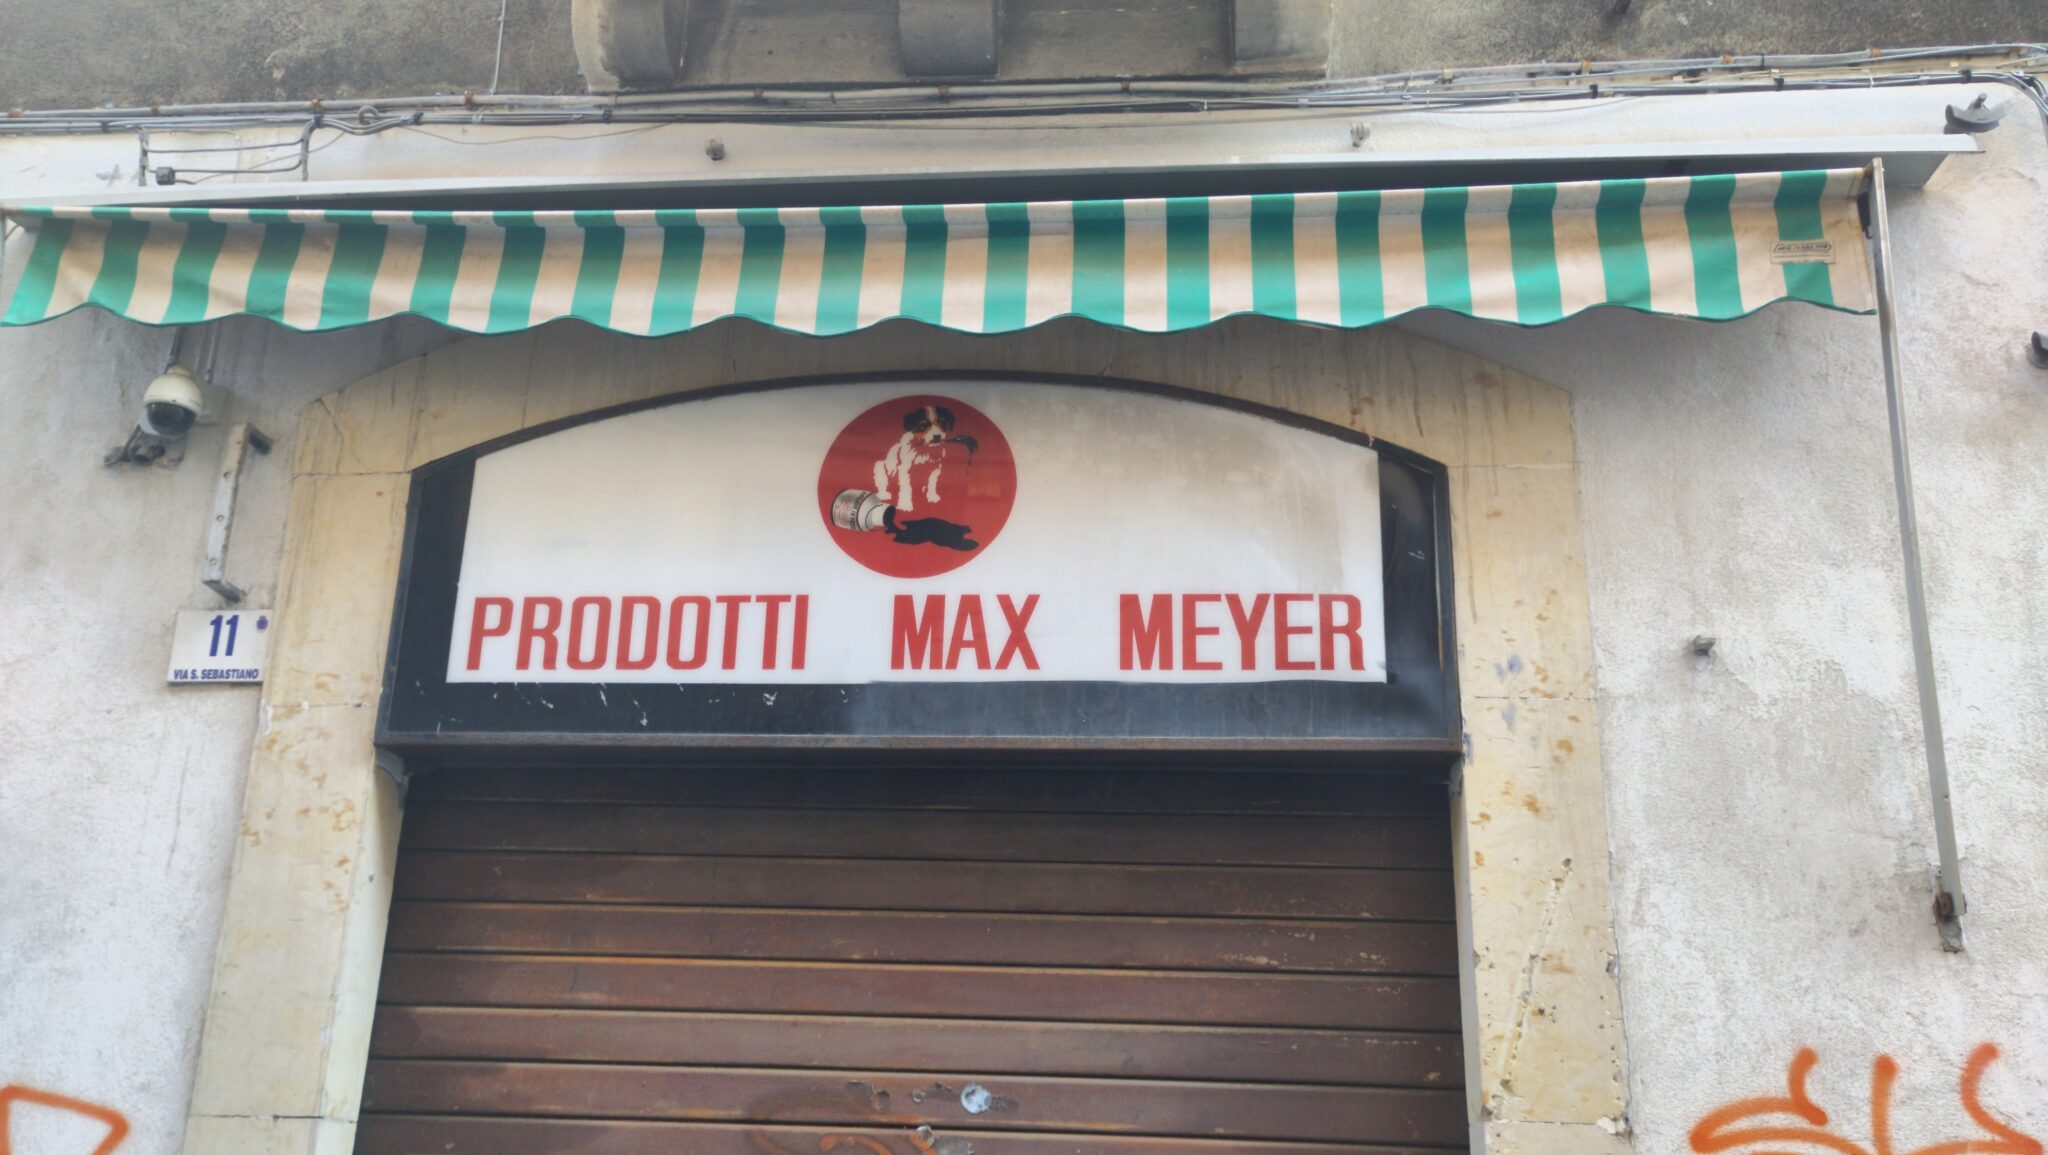 PRODOTTI MAX MEYER
11
VIA S. SEBASTIANO